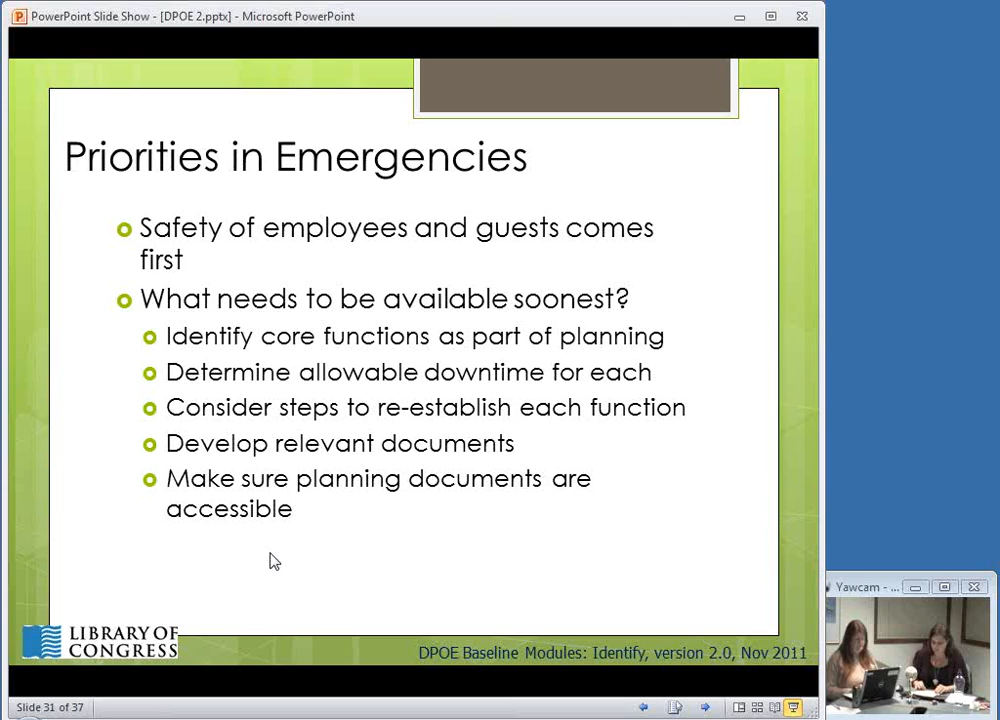 PowerPoint Slide Show - [DPOE 2.pptx] - Microsoft PowerPoint
Priorities in Emergencies
Safety of employees and guests comes
first
What needs to be available soonest?
Identify core functions as part of planning
Determine allowable downtime for each
Consider steps to re-establish each function
Develop relevant documents
Make sure planning documents are
accessible
Yawcam - ...
LIBRARY OF
CONGRESS
DPOE Baseline Modules: Identify, version 2.0, Nov 2011
Slide 31 of 37